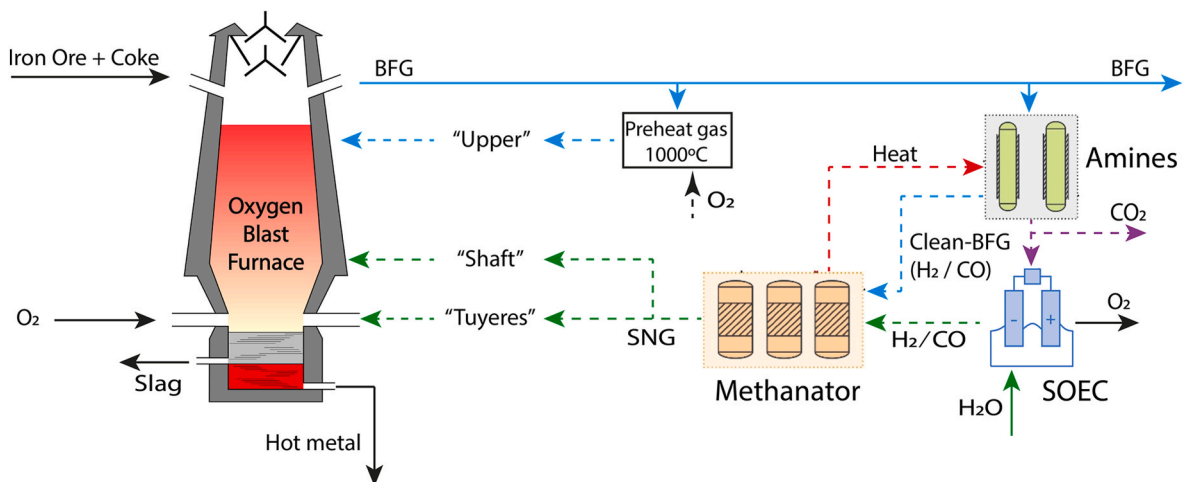 Iron Ore + Coke
BFG
BFG
"Upper"
Preheat gas
1000ºC
O₂
Heat
Amines
CO₂
Oxygen
Blast
Furnace
"Shaft"
Clean-BFG
(H₂ / CO)
O₂
"Tuyeres"
SNG
H₂/CO
-
+
O₂
Slag
Methanator
SOEC
H₂O
Hot metal